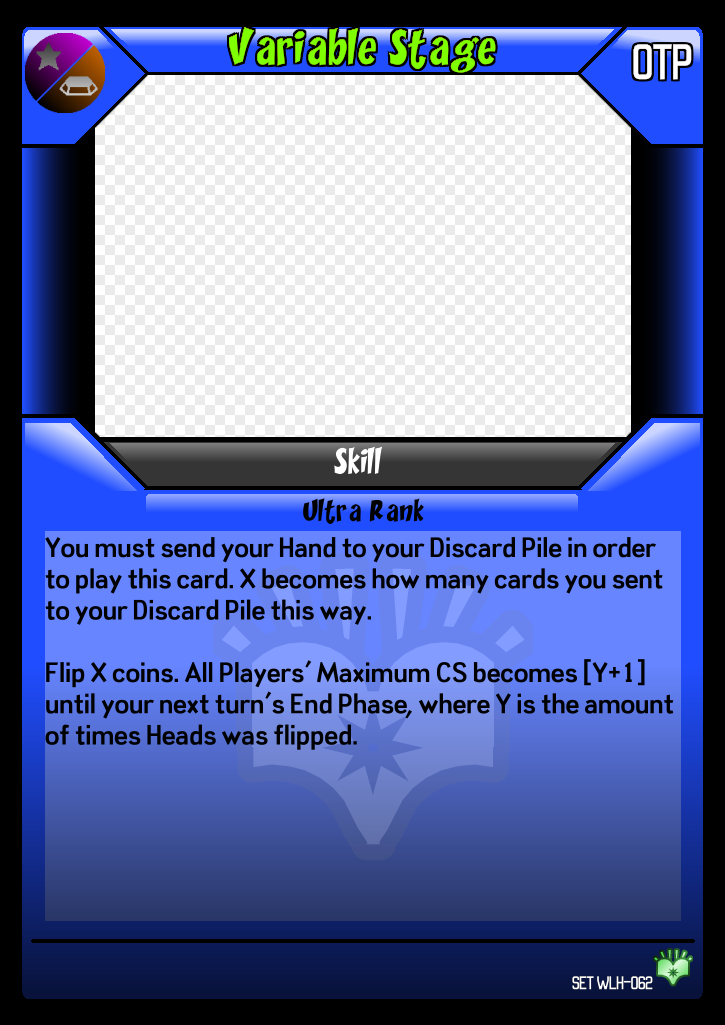 Variable Stage
OTP
Skill
Ultra Rank
You must send your Hand to your Discard Pile in order
to play this card. X becomes how many cards you sent
to your Discard Pile this way.
Flip X coins. All Players' Maximum CS becomes [Y+1]
until your next turn's End Phase, where Y is the amount
of times Heads was flipped.
SET WLH-062